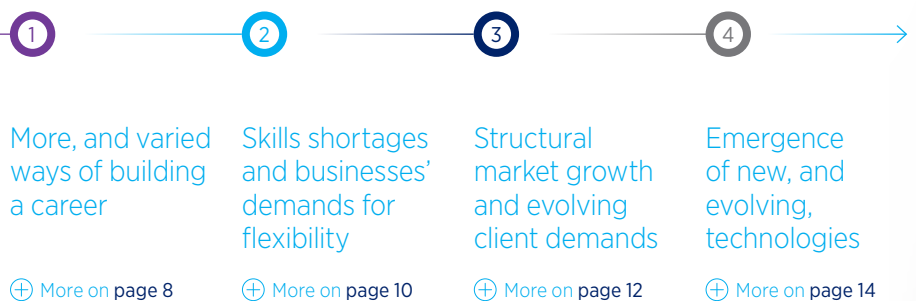 1
2
3
4
More, and varied
ways of building
a career
More on page 8
Skills shortages
and businesses’
demands for
flexibility
More on page 10
Structural
market growth
and evolving
client demands
More on page 12
Emergence
of new, and
evolving,
technologies
More on page 14